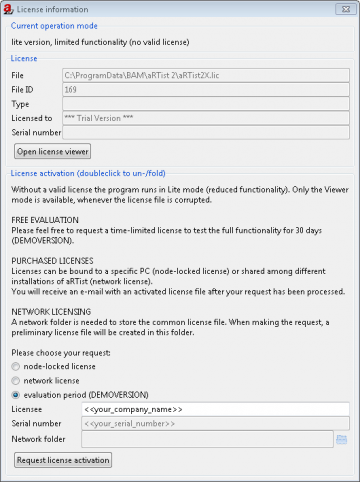 License information
Current operation mode
lite version, limited functionality (no valid license)
License
File C:\ProgramData\BAM\aRTist 2\aRTist2X.lic
File ID 169
Type
Licensed to *** Trial Version ***
Serial number
Open license viewer
License activation (doubleclick to un-/fold)
Without a valid license the program runs in Lite mode (reduced functionality). Only the Viewer
mode is available, whenever the license file is corrupted.
FREE EVALUATION
Please feel free to request a time-limited license to test the full functionality for 30 days
(DEMOVERSION).
PURCHASED LICENSES
Licenses can be bound to a specific PC (node-locked license) or shared among different
installations of aRTist (network license).
You will receive an e-mail with an activated license file after your request has been processed.
NETWORK LICENSING
A network folder is needed to store the common license file. When making the request, a
preliminary license file will be created in this folder.
Please choose your request:
node-locked license
network license
evaluation period (DEMOVERSION)
Licensee <<your_company_name>>
Serial number <<your_serial_number>>
Network folder
Request license activation